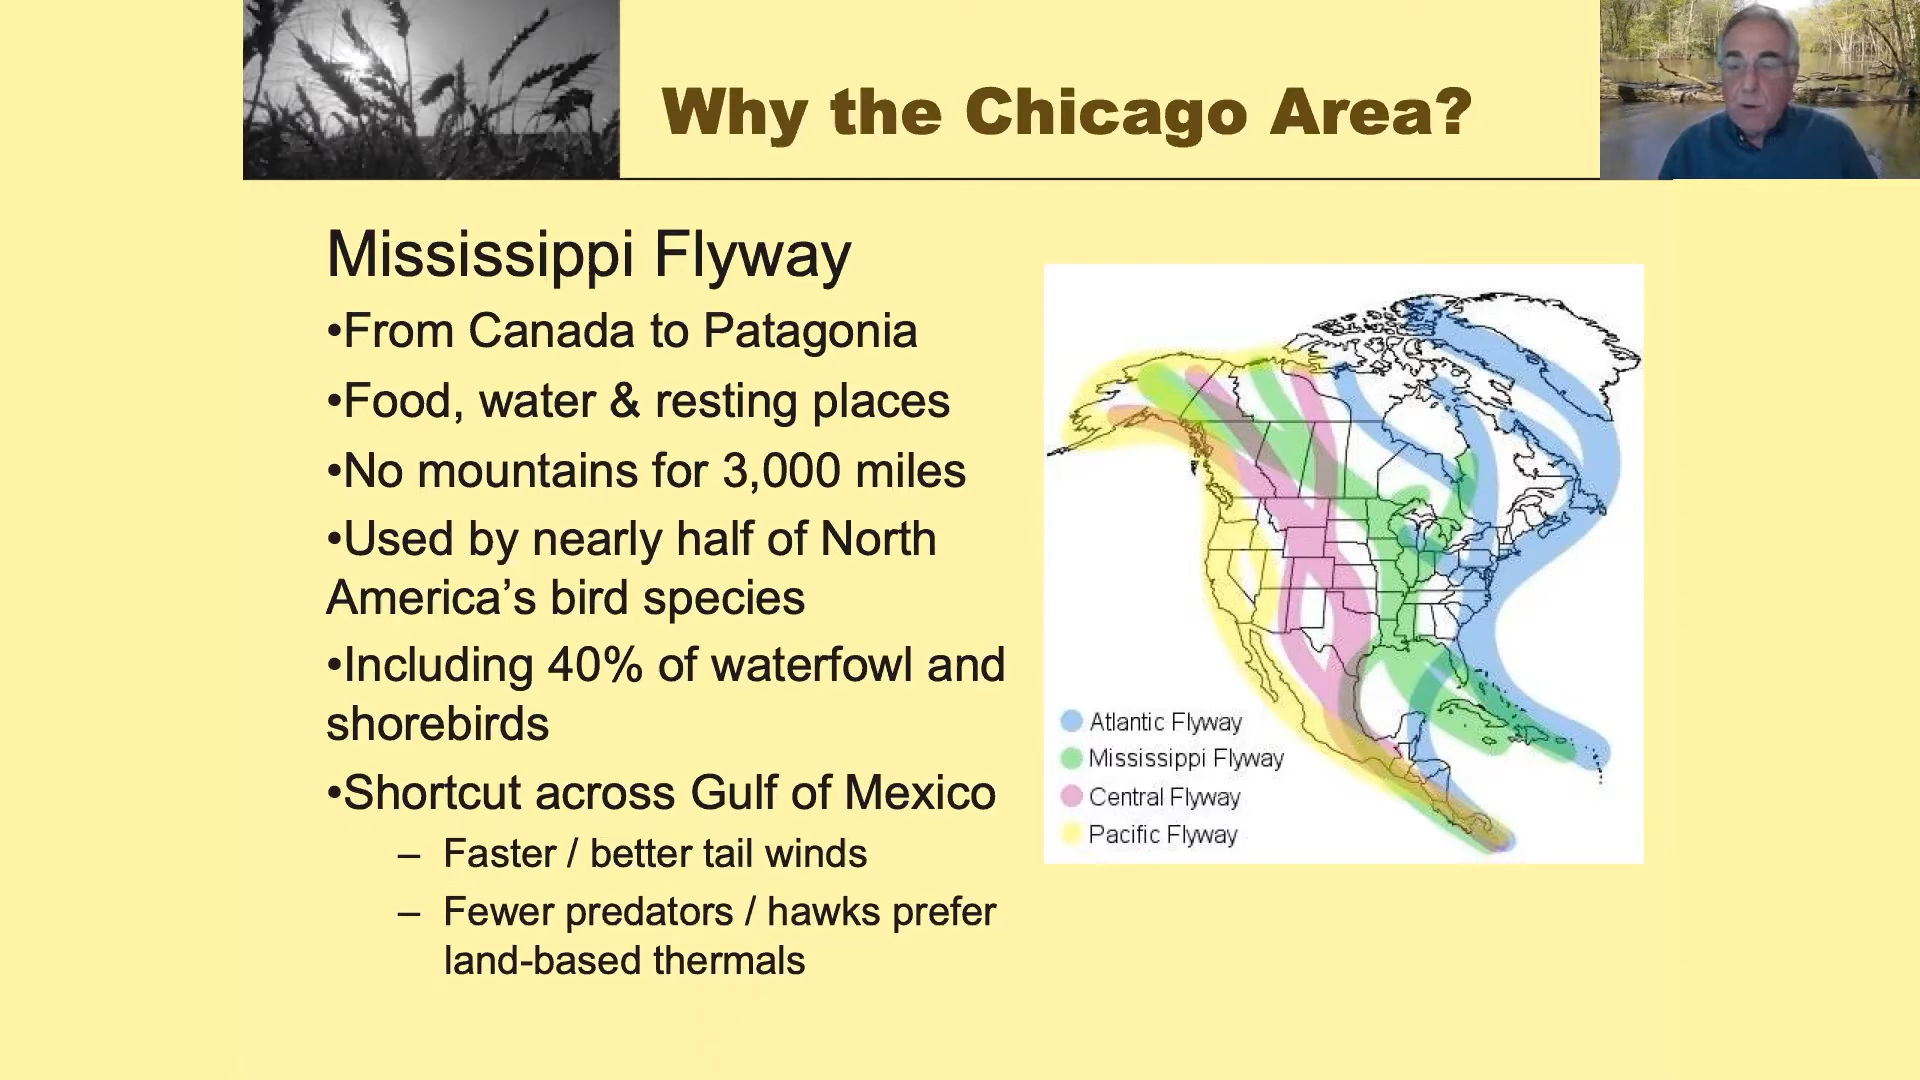 Why the Chicago Area?
Mississippi Flyway
•From Canada to Patagonia
•Food, water & resting places
•No mountains for 3,000 miles
•Used by nearly half of North
America’s bird species
•Including 40% of waterfowl and
shorebirds
•Shortcut across Gulf of Mexico
– Faster / better tail winds
– Fewer predators / hawks prefer
land-based thermals
Atlantic Flyway
Mississippi Flyway
Central Flyway
Pacific Flyway